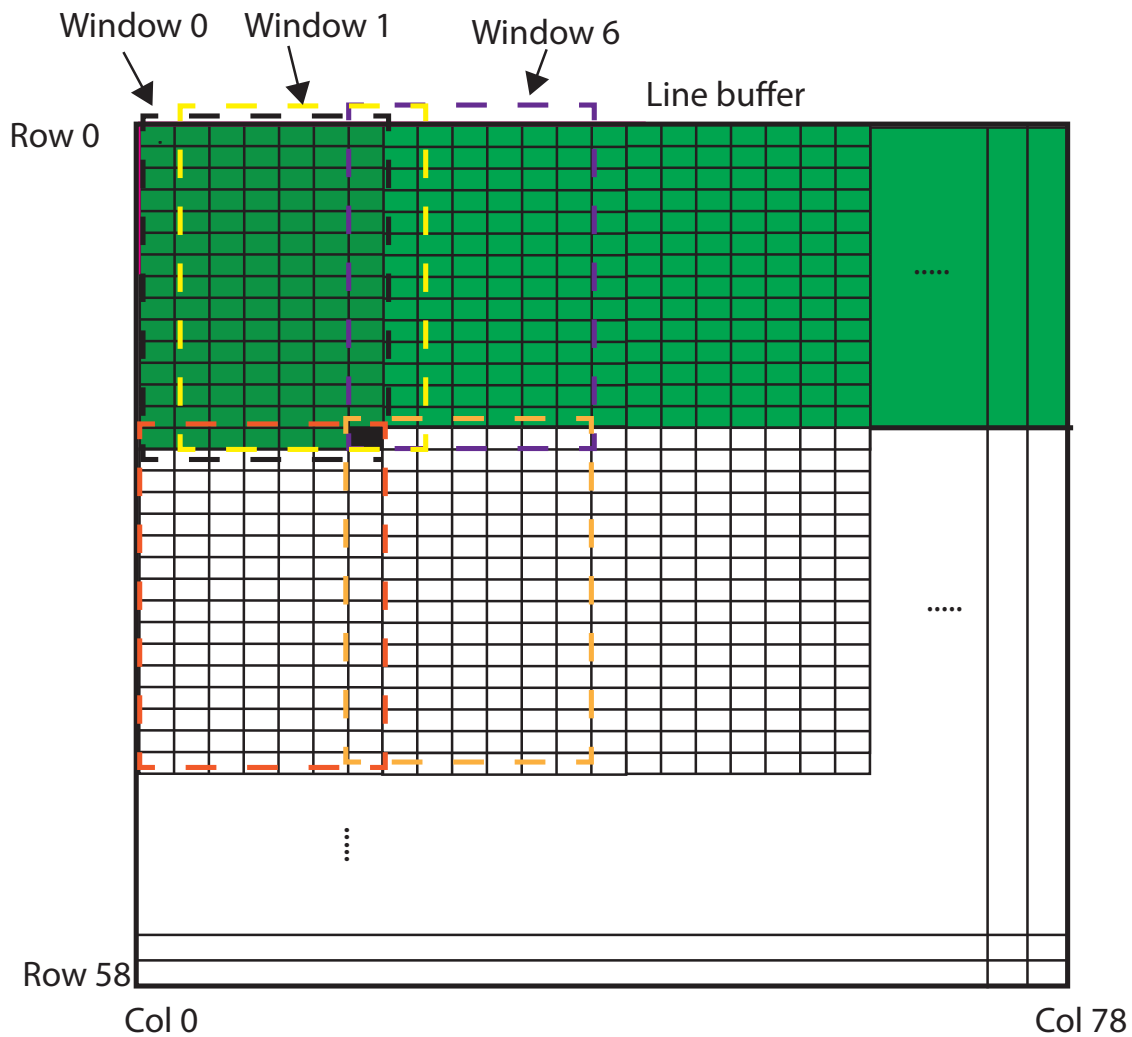 Window 0
Window 1
Window 6
Line buffer
Row 0
.....
.....
.....
Row 58
Col 0
Col 78